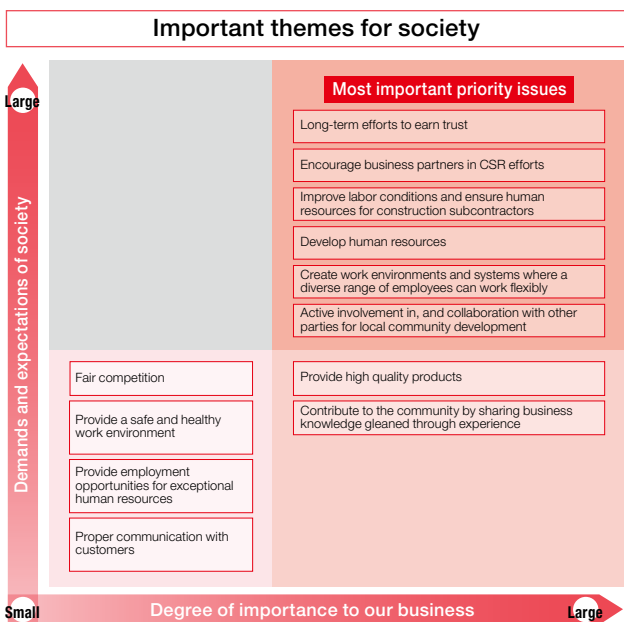 Important themes for society
Large
Demands and expectations of society
Most important priority issues
Long-term efforts to earn trust
Encourage business partners in CSR efforts
Improve labor conditions and ensure human
resources for construction subcontractors
Develop human resources
Create work environments and systems where a
diverse range of employees can work flexibly
Active involvement in, and collaboration with other
parties for local community development
Fair competition
Provide a safe and healthy
work environment
Provide employment
opportunities for exceptional
human resources
Proper communication with
customers
Provide high quality products
Contribute to the community by sharing business
knowledge gleaned through experience
Small
Degree of importance to our business
Large